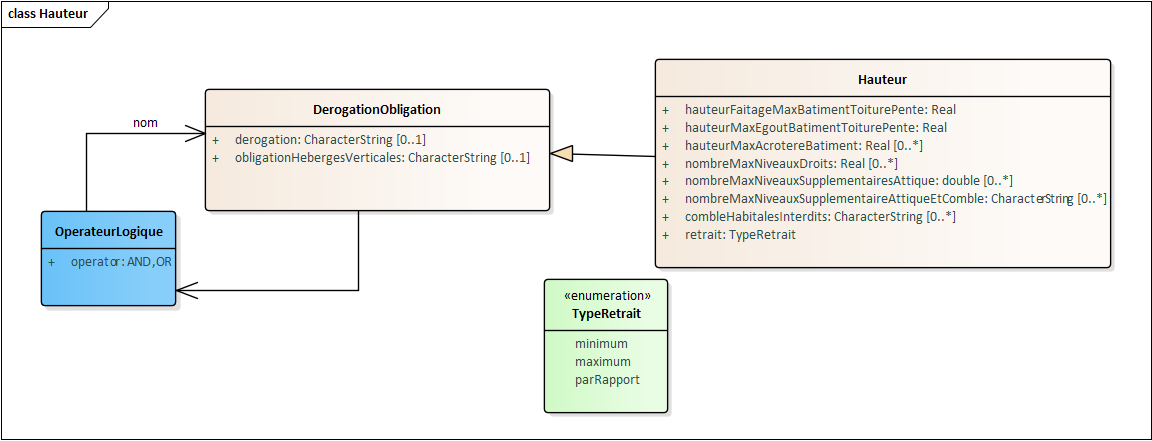 class Hauteur
nom
DerogationObligation
+ derogation: CharacterString [0..1]
+ obligationHebergesVerticales: CharacterString [0..1]
Hauteur
+ hauteurFaitageMaxBatimentToiturePente: Real
+ hauteurMaxEgoutBatimentToiturePente: Real
+ hauteurMaxAcrotereBatiment: Real [0..*]
+ nombreMaxNiveauxDroits: Real [0..*]
+ nombreMaxNiveauxSupplementairesAttique: double [0..*]
+ nombreMaxNiveauxSupplementaireAttiqueEtComble: CharacterString [0..*]
+ combleHabitalesInterdits: CharacterString [0..*]
+ retrait: TypeRetrait
OperateurLogique
+ operator: AND,OR
«enumeration»
TypeRetrait
minimum
maximum
parRapport